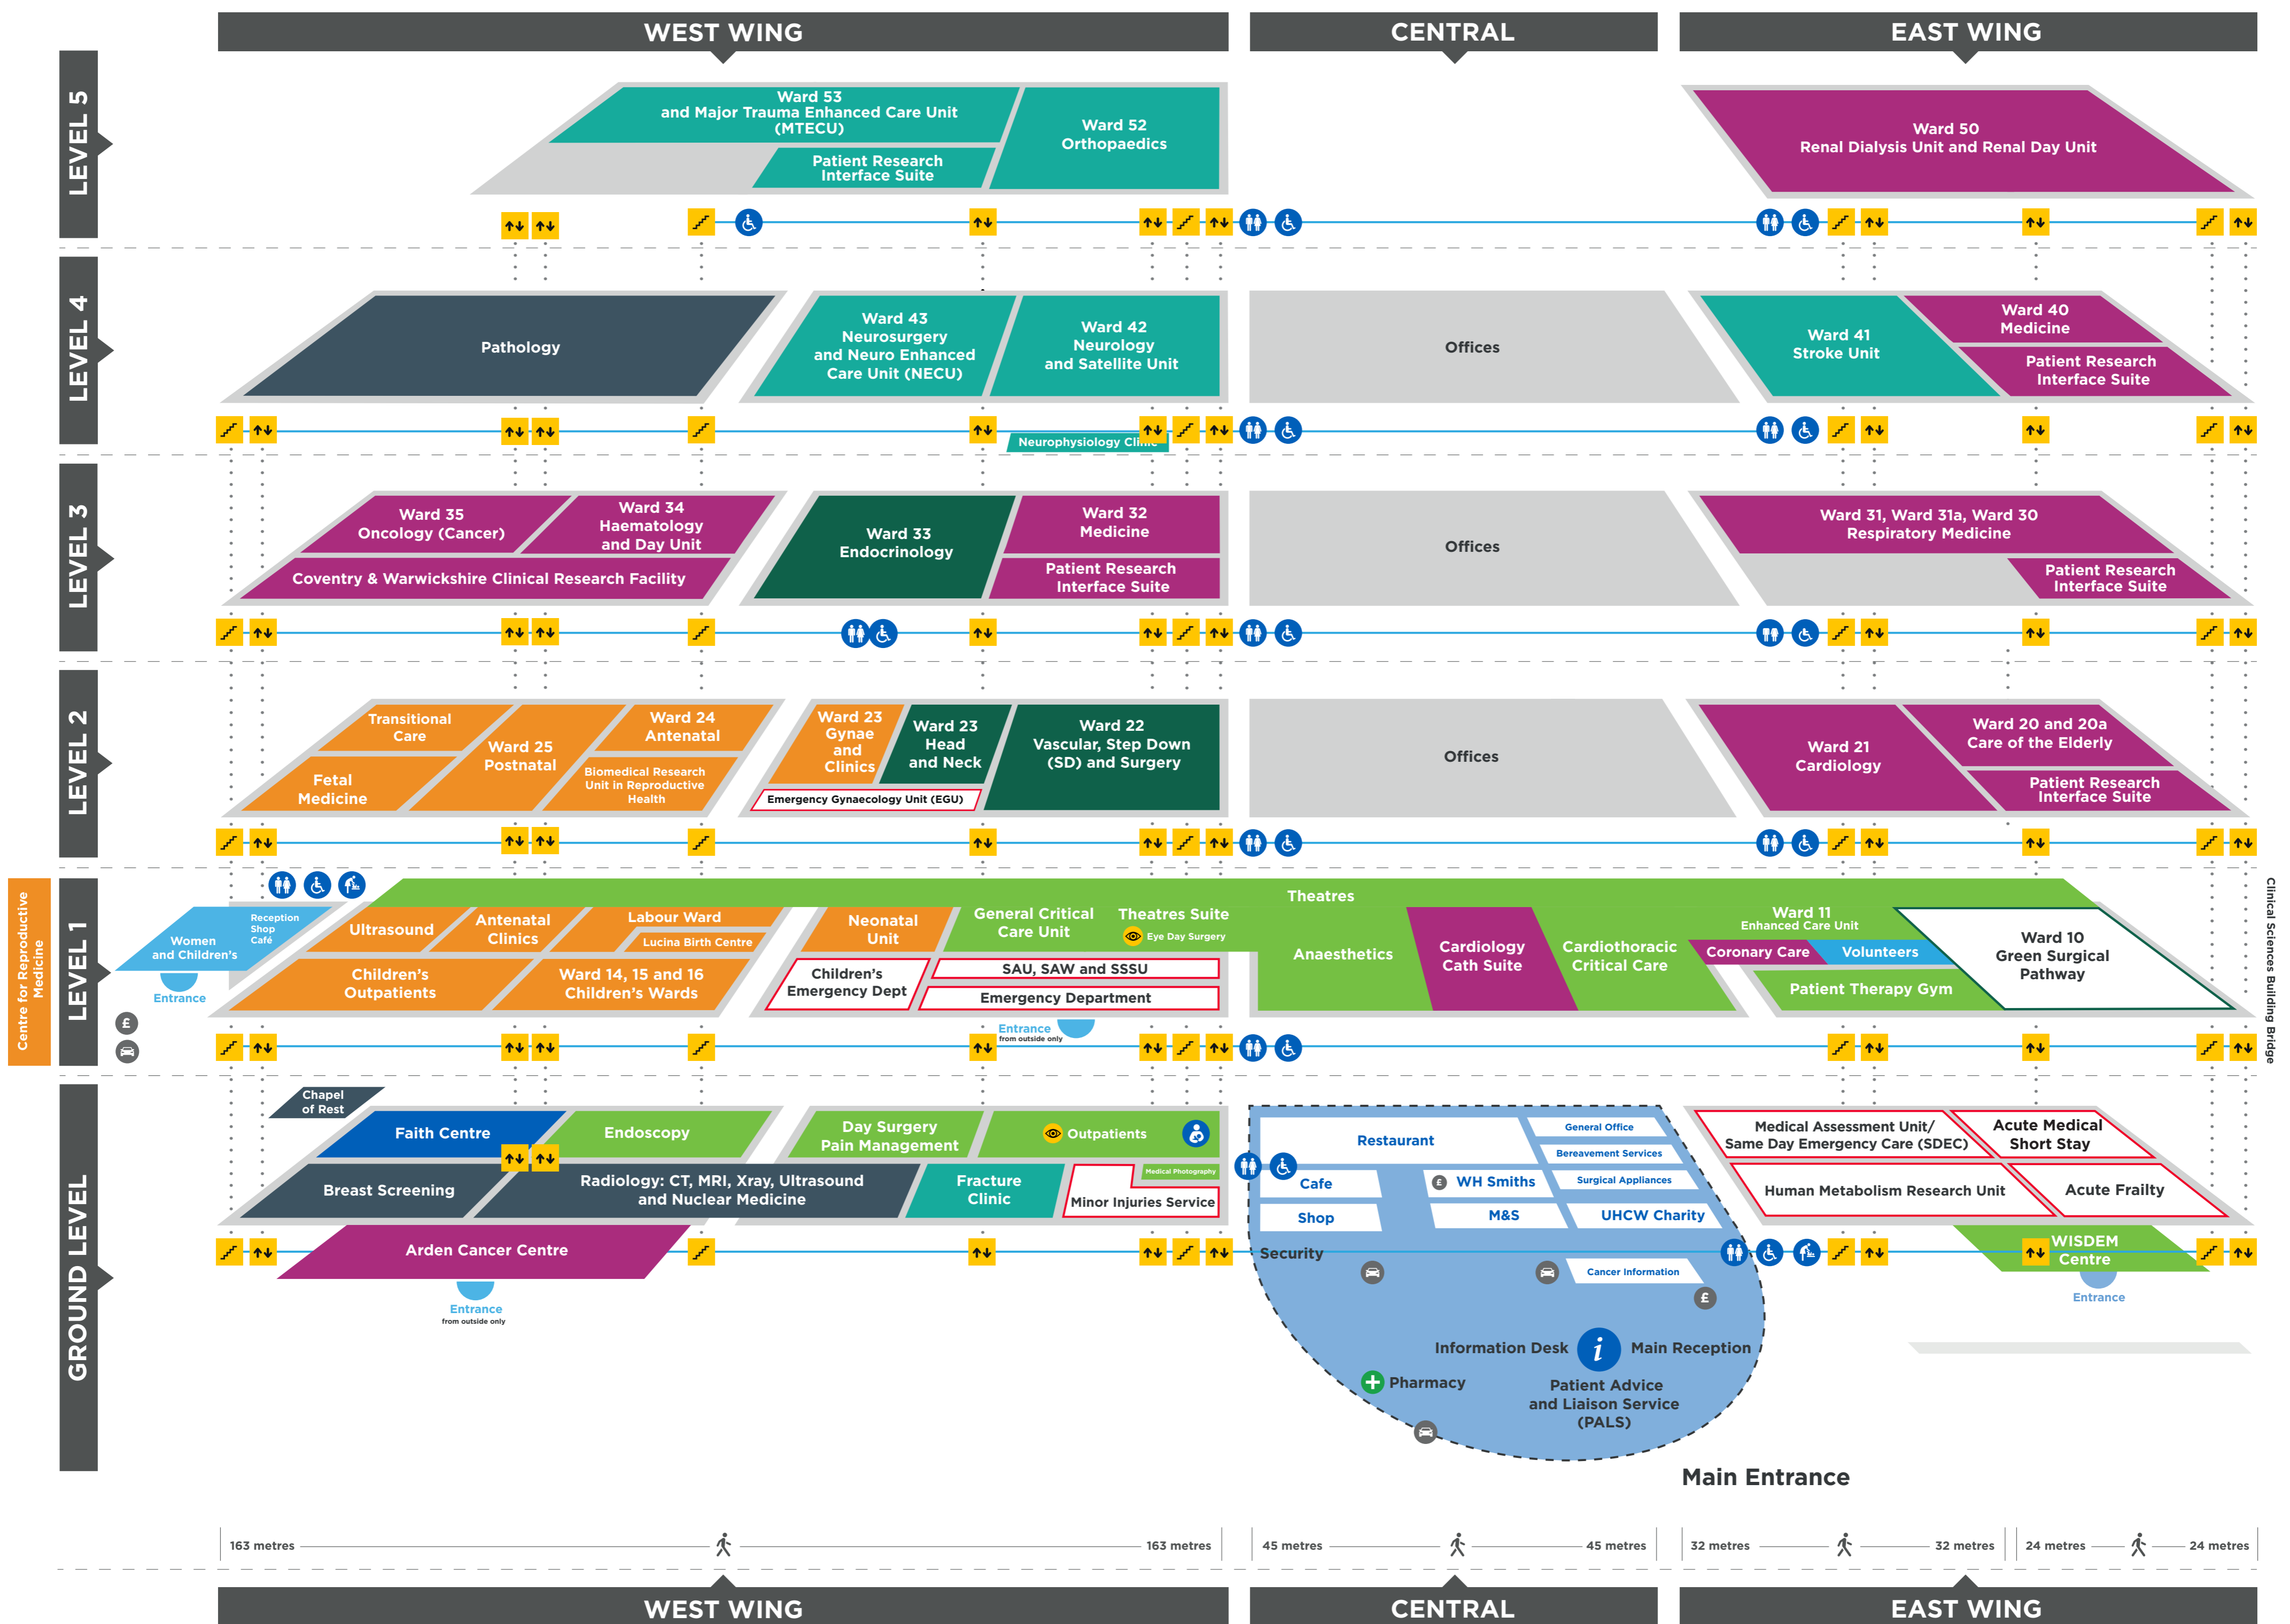 WEST WING
CENTRAL
EAST WING
LEVEL 5
Ward 53
and Major Trauma Enhanced Care Unit
(MTECU)
Patient Research
Interface Suite
Ward 52
Orthopaedics
Ward 50
Renal Dialysis Unit and Renal Day Unit
LEVEL 4
Pathology
Ward 43
Neurosurgery
and Neuro Enhanced
Care Unit (NECU)
Ward 42
Neurology
and Satellite Unit
Offices
Ward 41
Stroke Unit
Ward 40
Medicine
Patient Research
Interface Suite
Neurophysiology Clinic
LEVEL 3
Ward 35
Oncology (Cancer)
Ward 34
Haematology
and Day Unit
Coventry & Warwickshire Clinical Research Facility
Ward 33
Endocrinology
Ward 32
Medicine
Patient Research
Interface Suite
Offices
Ward 31, Ward 31a, Ward 30
Respiratory Medicine
Patient Research
Interface Suite
LEVEL 2
Transitional
Care
Fetal
Medicine
Ward 25
Postnatal
Ward 24
Antenatal
Biomedical Research
Unit in Reproductive
Health
Ward 23
Gynae
and
Clinics
Ward 23
Head
and Neck
Emergency Gynaecology Unit (EGU)
Ward 22
Vascular, Step Down
(SD) and Surgery
Offices
Ward 21
Cardiology
Ward 20 and 20a
Care of the Elderly
Patient Research
Interface Suite
Centre for Reproductive
Medicine
LEVEL 1
Women
and Children's
Reception
Shop
Café
Entrance
£
Ultrasound
Antenatal
Clinics
Labour Ward
Lucina Birth Centre
Children's
Outpatients
Ward 14, 15 and 16
Children's Wards
Neonatal
Unit
Children's
Emergency Dept
General Critical
Care Unit
Theatres Suite
Eye Day Surgery
SAU, SAW and SSSU
Emergency Department
Entrance
from outside only
Theatres
Anaesthetics
Cardiology
Cath Suite
Cardiothoracic
Critical Care
Ward 11
Enhanced Care Unit
Coronary Care
Volunteers
Patient Therapy Gym
Ward 10
Green Surgical
Pathway
Clinical Sciences Building Bridge
GROUND LEVEL
Chapel
of Rest
Faith Centre
Endoscopy
Breast Screening
Radiology: CT, MRI, Xray, Ultrasound
and Nuclear Medicine
Arden Cancer Centre
Entrance
from outside only
Day Surgery
Pain Management
Outpatients
Medical Photography
Fracture
Clinic
Minor Injuries Service
Restaurant
General Office
Bereavement Services
Cafe
£ WH Smiths
Surgical Appliances
Shop
M&S
UHCW Charity
Security
Cancer Information
£
Information Desk
i
Main Reception
Pharmacy
Patient Advice
and Liaison Service
(PALS)
Main Entrance
Medical Assessment Unit/
Same Day Emergency Care (SDEC)
Acute Medical
Short Stay
Human Metabolism Research Unit
Acute Frailty
WISDEM
Centre
Entrance
163 metres
163 metres
45 metres
45 metres
32 metres
32 metres
24 metres
24 metres
WEST WING
CENTRAL
EAST WING